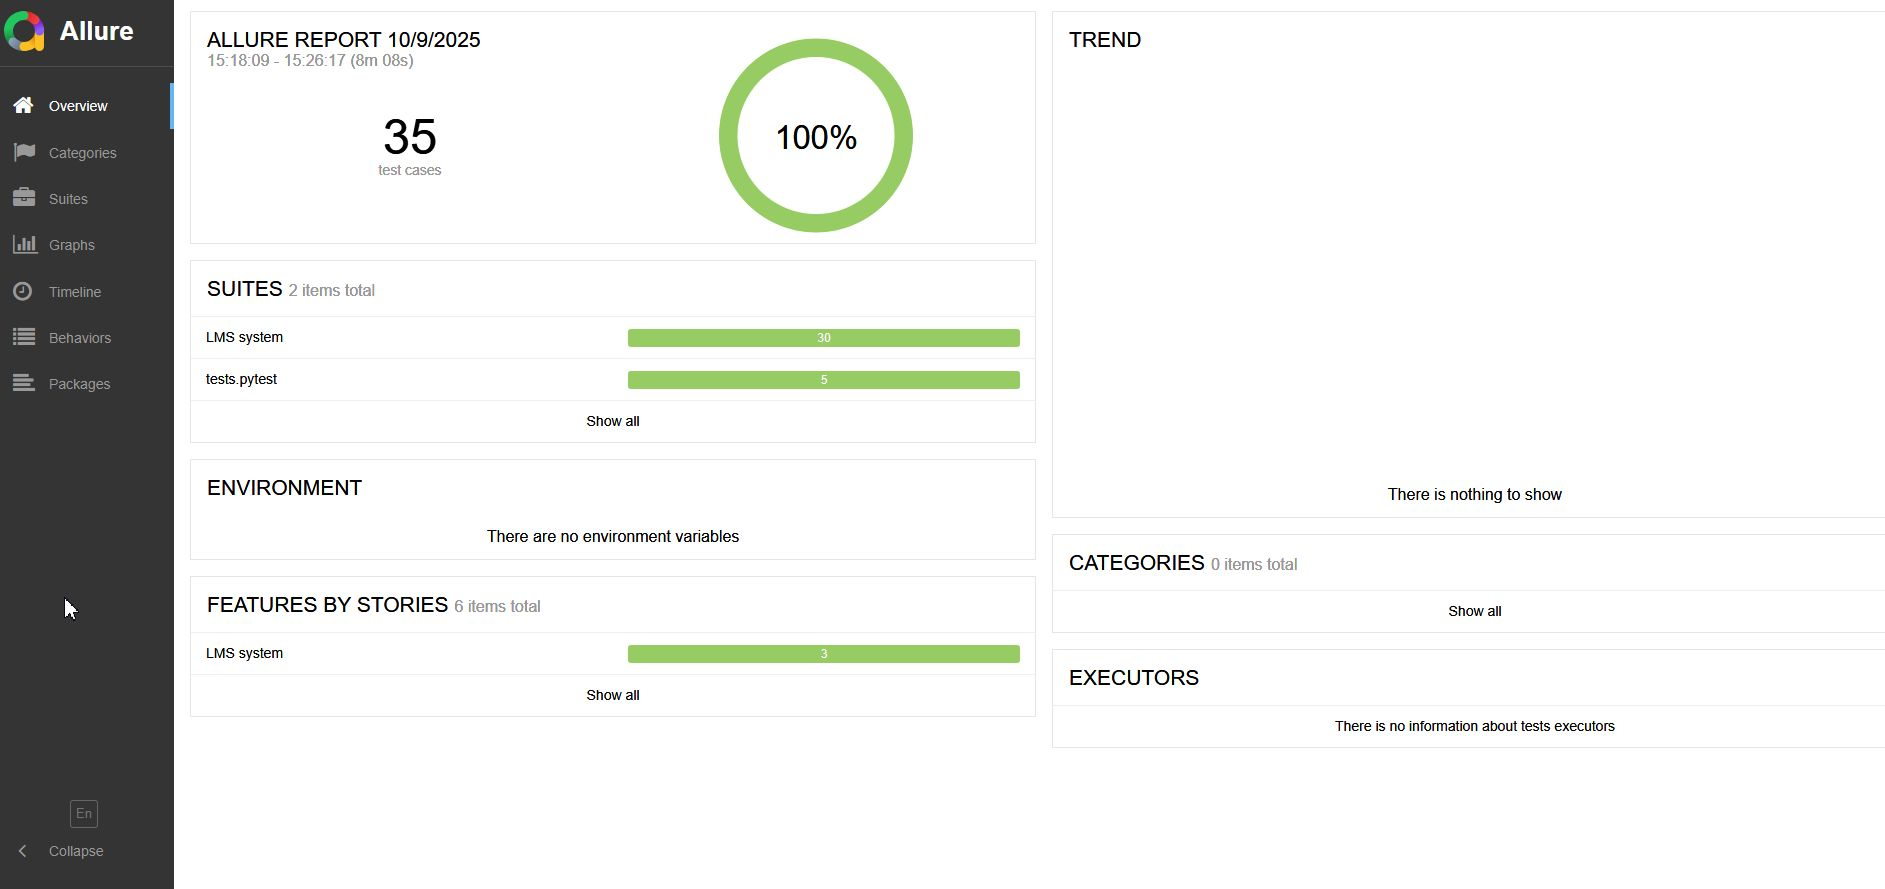 Allure
Overview
Categories
Suites
Graphs
Timeline
Behaviors
Packages
En
Collapse
ALLURE REPORT 10/9/2025
15:18:09 - 15:26:17 (8m 08s)
35
test cases
100%
SUITES 2 items total
LMS system 30
tests.pytest 5
Show all
ENVIRONMENT
There are no environment variables
FEATURES BY STORIES 6 items total
LMS system 3
Show all
TREND
There is nothing to show
CATEGORIES 0 items total
Show all
EXECUTORS
There is no information about tests executors